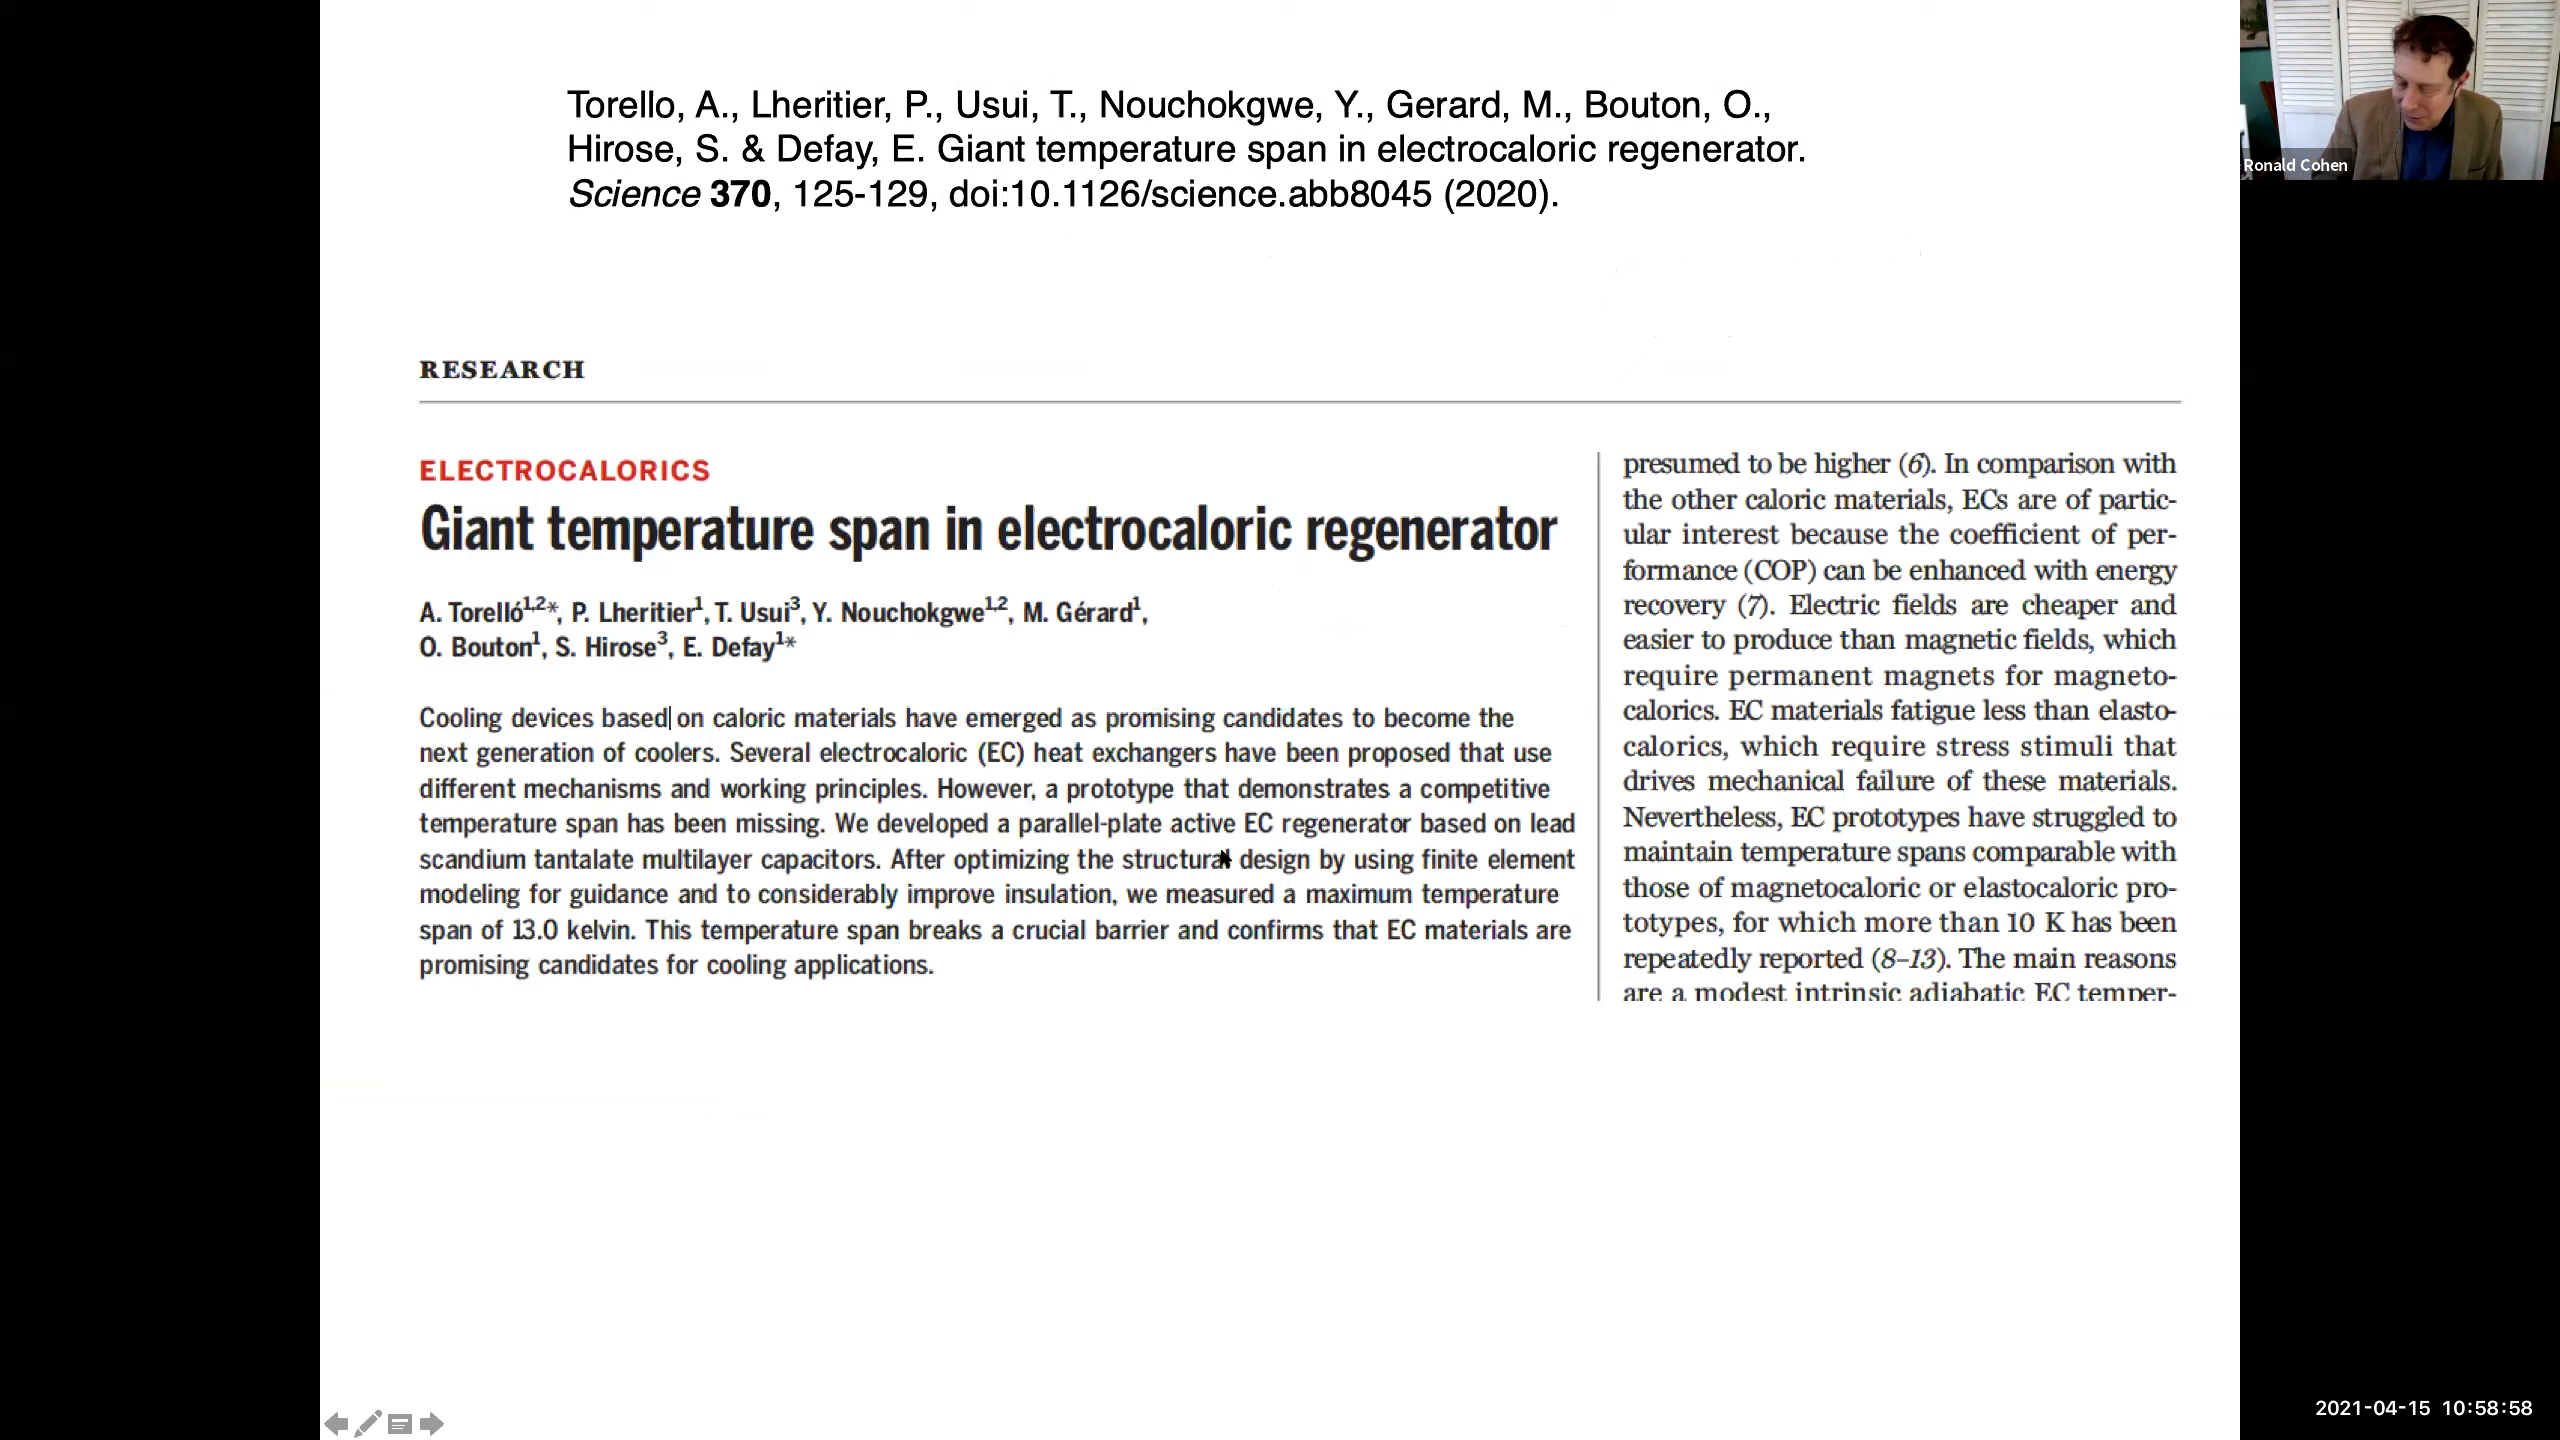 Torello, A., Lheritier, P., Usui, T., Nouchokgwe, Y., Gerard, M., Bouton, O.,
Hirose, S. & Defay, E. Giant temperature span in electrocaloric regenerator.
Science 370, 125-129, doi:10.1126/science.abb8045 (2020).
Ronald Cohen
RESEARCH
ELECTROCALORICS
Giant temperature span in electrocaloric regenerator
A. Torelló1,2*, P. Lheritier1, T. Usui3, Y. Nouchokgwe1,2, M. Gérard1,
O. Bouton1, S. Hirose3, E. Defay1*
Cooling devices based on caloric materials have emerged as promising candidates to become the
next generation of coolers. Several electrocaloric (EC) heat exchangers have been proposed that use
different mechanisms and working principles. However, a prototype that demonstrates a competitive
temperature span has been missing. We developed a parallel-plate active EC regenerator based on lead
scandium tantalate multilayer capacitors. After optimizing the structural design by using finite element
modeling for guidance and to considerably improve insulation, we measured a maximum temperature
span of 13.0 kelvin. This temperature span breaks a crucial barrier and confirms that EC materials are
promising candidates for cooling applications.
presumed to be higher (6). In comparison with
the other caloric materials, ECs are of partic-
ular interest because the coefficient of per-
formance (COP) can be enhanced with energy
recovery (7). Electric fields are cheaper and
easier to produce than magnetic fields, which
require permanent magnets for magneto-
calorics. EC materials fatigue less than elasto-
calorics, which require stress stimuli that
drives mechanical failure of these materials.
Nevertheless, EC prototypes have struggled to
maintain temperature spans comparable with
those of magnetocaloric or elastocaloric pro-
totypes, for which more than 10 K has been
repeatedly reported (8–13). The main reasons
are a modest intrinsic adiabatic EC temper-
2021-04-15 10:58:58